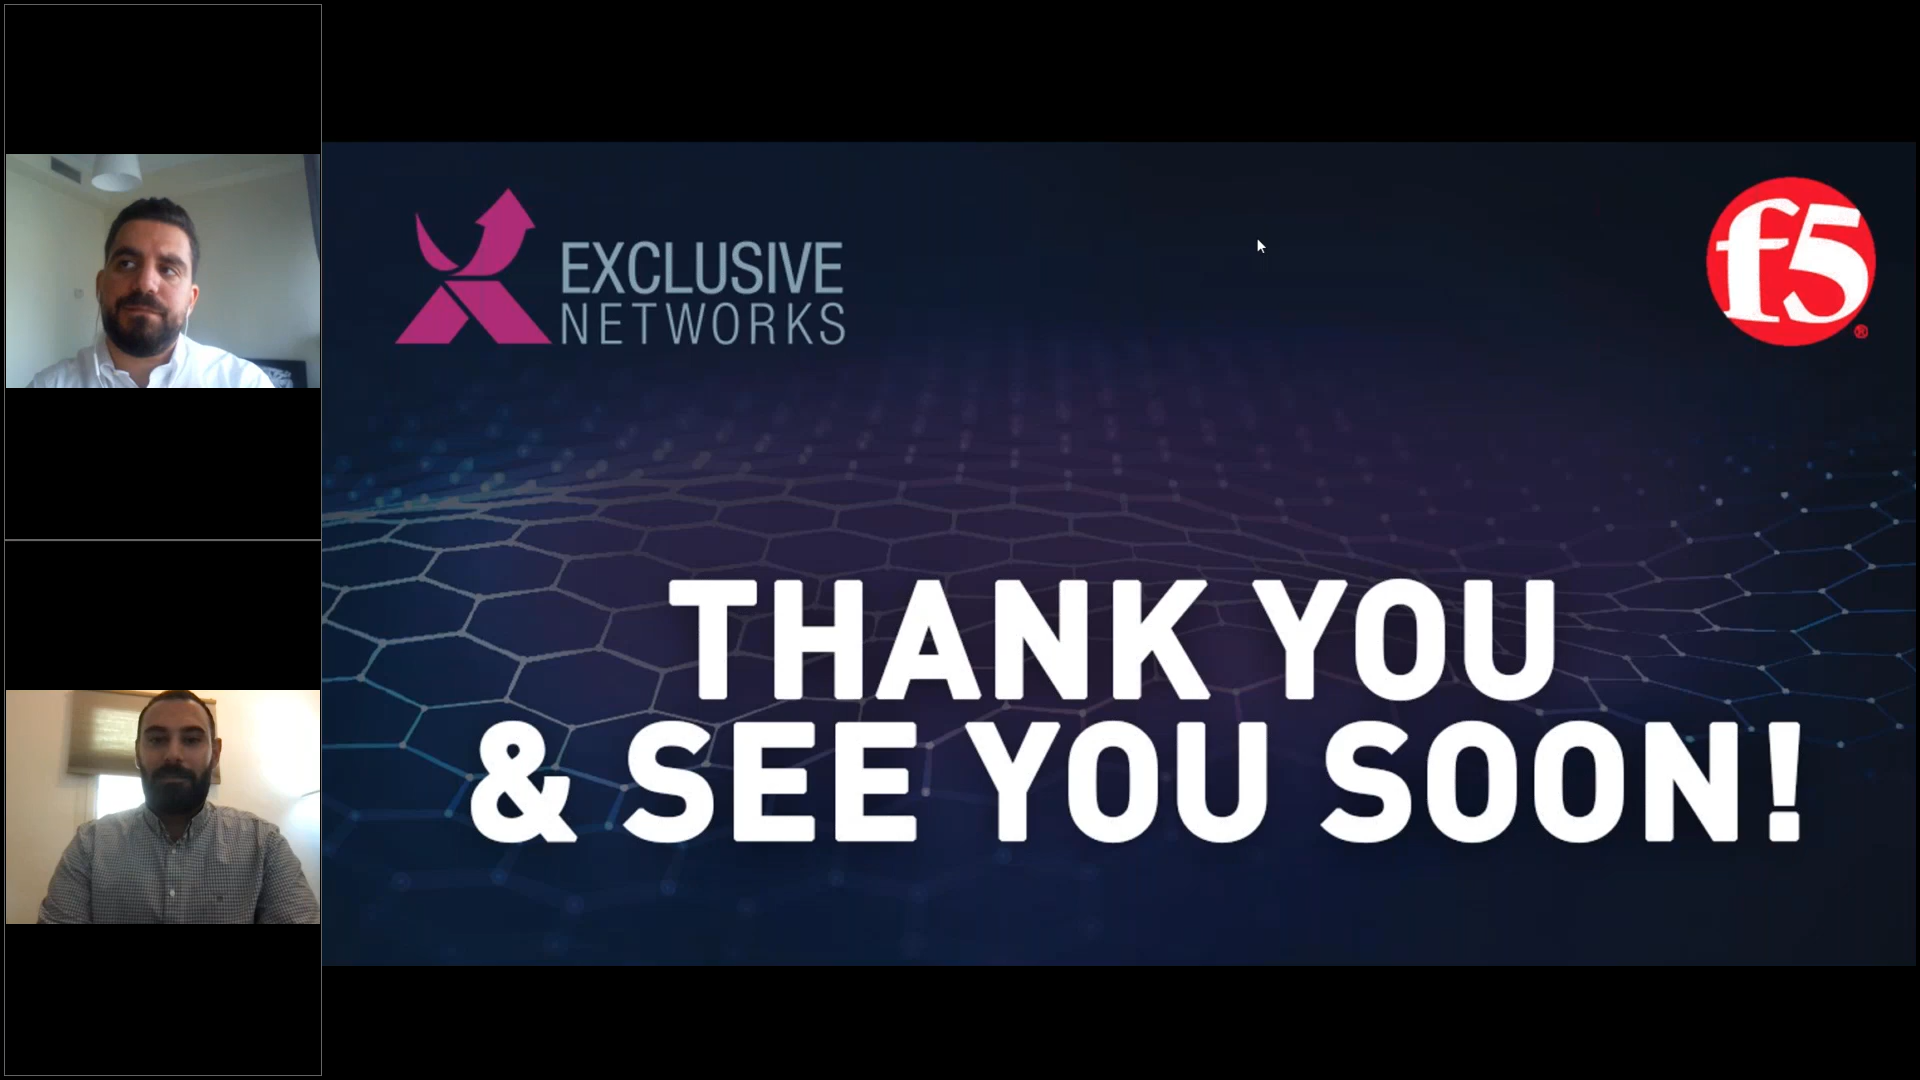 EXCLUSIVE
NETWORKS
f5
®
THANK YOU
& SEE YOU SOON!